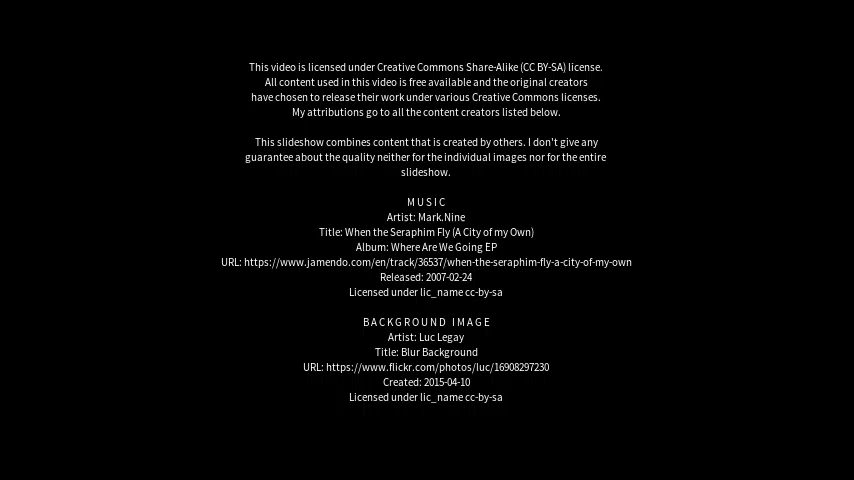 This video is licensed under Creative Commons Share-Alike (CC BY-SA) license.
All content used in this video is free available and the original creators
have chosen to release their work under various Creative Commons licenses.
My attributions go to all the content creators listed below.
This slideshow combines content that is created by others. I don't give any
guarantee about the quality neither for the individual images nor for the entire
slideshow.
MUSIC
Artist: Mark.Nine
Title: When the Seraphim Fly (A City of my Own)
Album: Where Are We Going EP
URL: https://www.jamendo.com/en/track/36537/when-the-seraphim-fly-a-city-of-my-own
Released: 2007-02-24
Licensed under lic_name cc-by-sa
BACKGROUND IMAGE
Artist: Luc Legay
Title: Blur Background
URL: https://www.flickr.com/photos/luc/16908297230
Created: 2015-04-10
Licensed under lic_name cc-by-sa